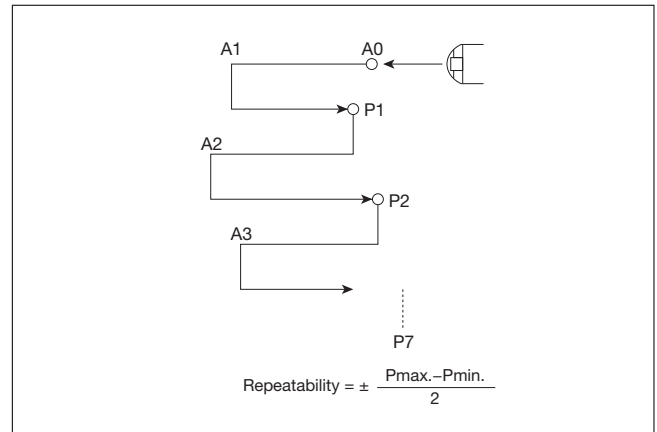 A1 A0
P1
A2
P2
A3
P7
Repeatability = ± Pmax.−Pmin.
2